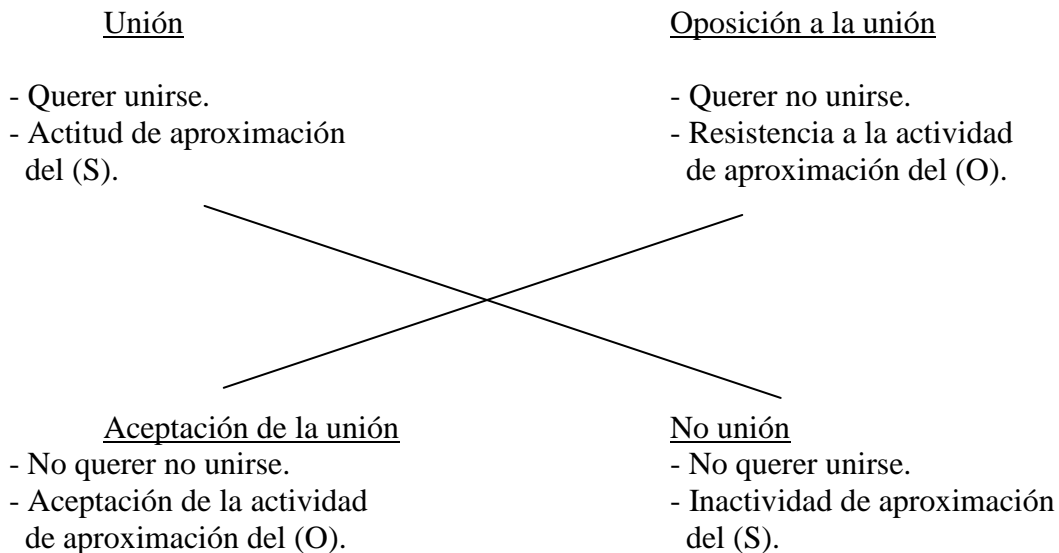 Unión
- Querer unirse.
- Actitud de aproximación
del (S).
Oposición a la unión
- Querer no unirse.
- Resistencia a la actividad
de aproximación del (O).
Aceptación de la unión
- No querer no unirse.
- Aceptación de la actividad
de aproximación del (O).
No unión
- No querer unirse.
- Inactividad de aproximación
del (S).